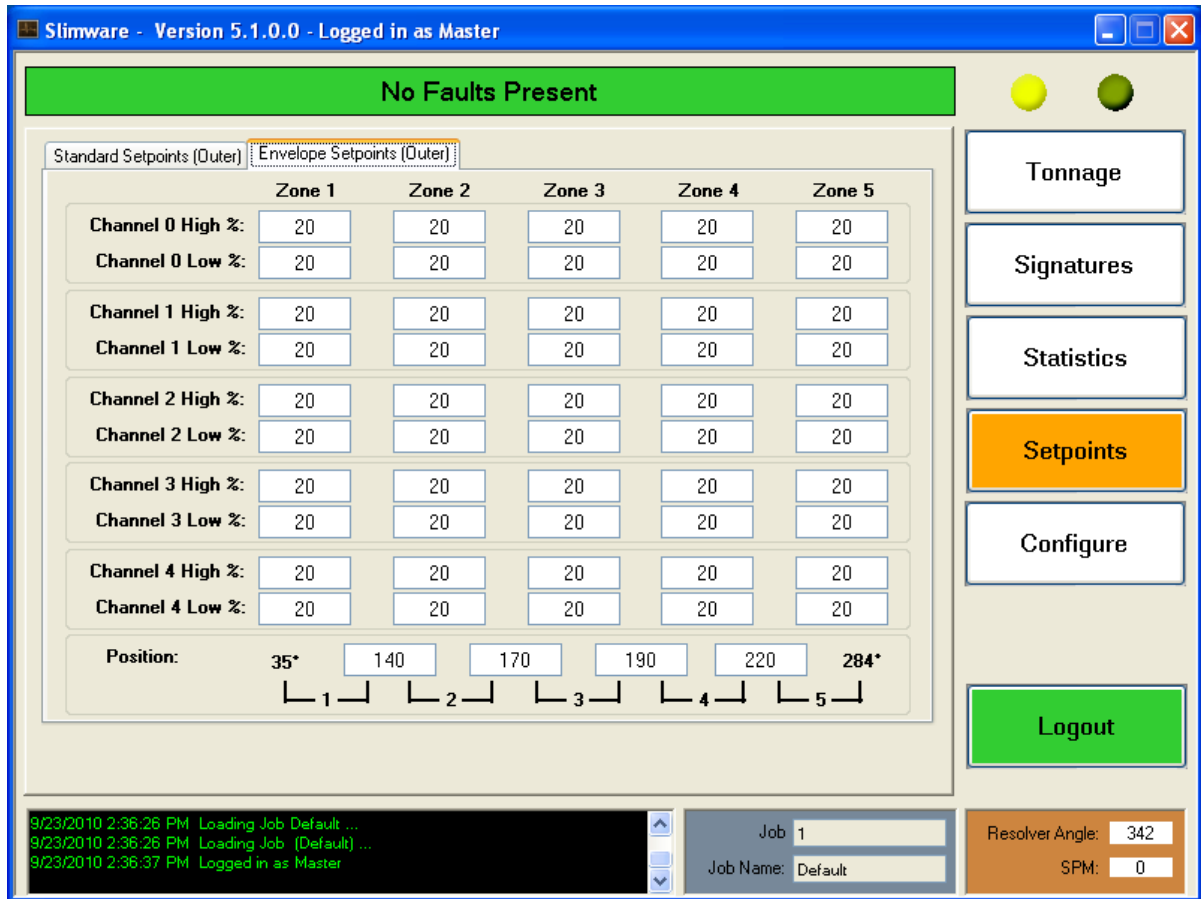 Slimware - Version 5.1.0.0 - Logged in as Master
No Faults Present
Standard Setpoints (Outer) Envelope Setpoints (Outer)
Zone 1 Zone 2 Zone 3 Zone 4 Zone 5
Channel 0 High %: 20 20 20 20 20
Channel 0 Low %: 20 20 20 20 20
Channel 1 High %: 20 20 20 20 20
Channel 1 Low %: 20 20 20 20 20
Channel 2 High %: 20 20 20 20 20
Channel 2 Low %: 20 20 20 20 20
Channel 3 High %: 20 20 20 20 20
Channel 3 Low %: 20 20 20 20 20
Channel 4 High %: 20 20 20 20 20
Channel 4 Low %: 20 20 20 20 20
Position: 35° 140 170 190 220 284°
1 2 3 4 5
Tonnage
Signatures
Statistics
Setpoints
Configure
Logout
9/23/2010 2:36:26 PM Loading Job Default ...
9/23/2010 2:36:26 PM Loading Job (Default) ...
9/23/2010 2:36:37 PM Logged in as Master
Job 1
Job Name: Default
Resolver Angle: 342
SPM: 0